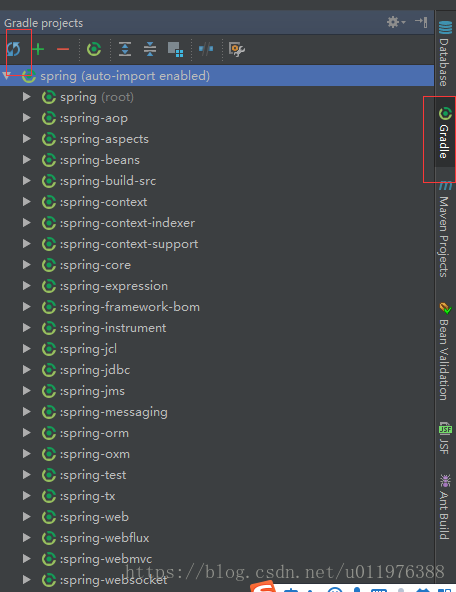 Gradle projects
spring (auto-import enabled)
spring (root)
:spring-aop
:spring-aspects
:spring-beans
:spring-build-src
:spring-context
:spring-context-indexer
:spring-context-support
:spring-core
:spring-expression
:spring-framework-bom
:spring-instrument
:spring-jcl
:spring-jdbc
:spring-jms
:spring-messaging
:spring-orm
:spring-oxm
:spring-test
:spring-tx
:spring-web
:spring-webflux
:spring-webmvc
:spring-websocket
https://blog.csdn.net/u011976388
Database
Gradle
m
Maven Projects
Bean Validation
JSF
JSF
Ant Build